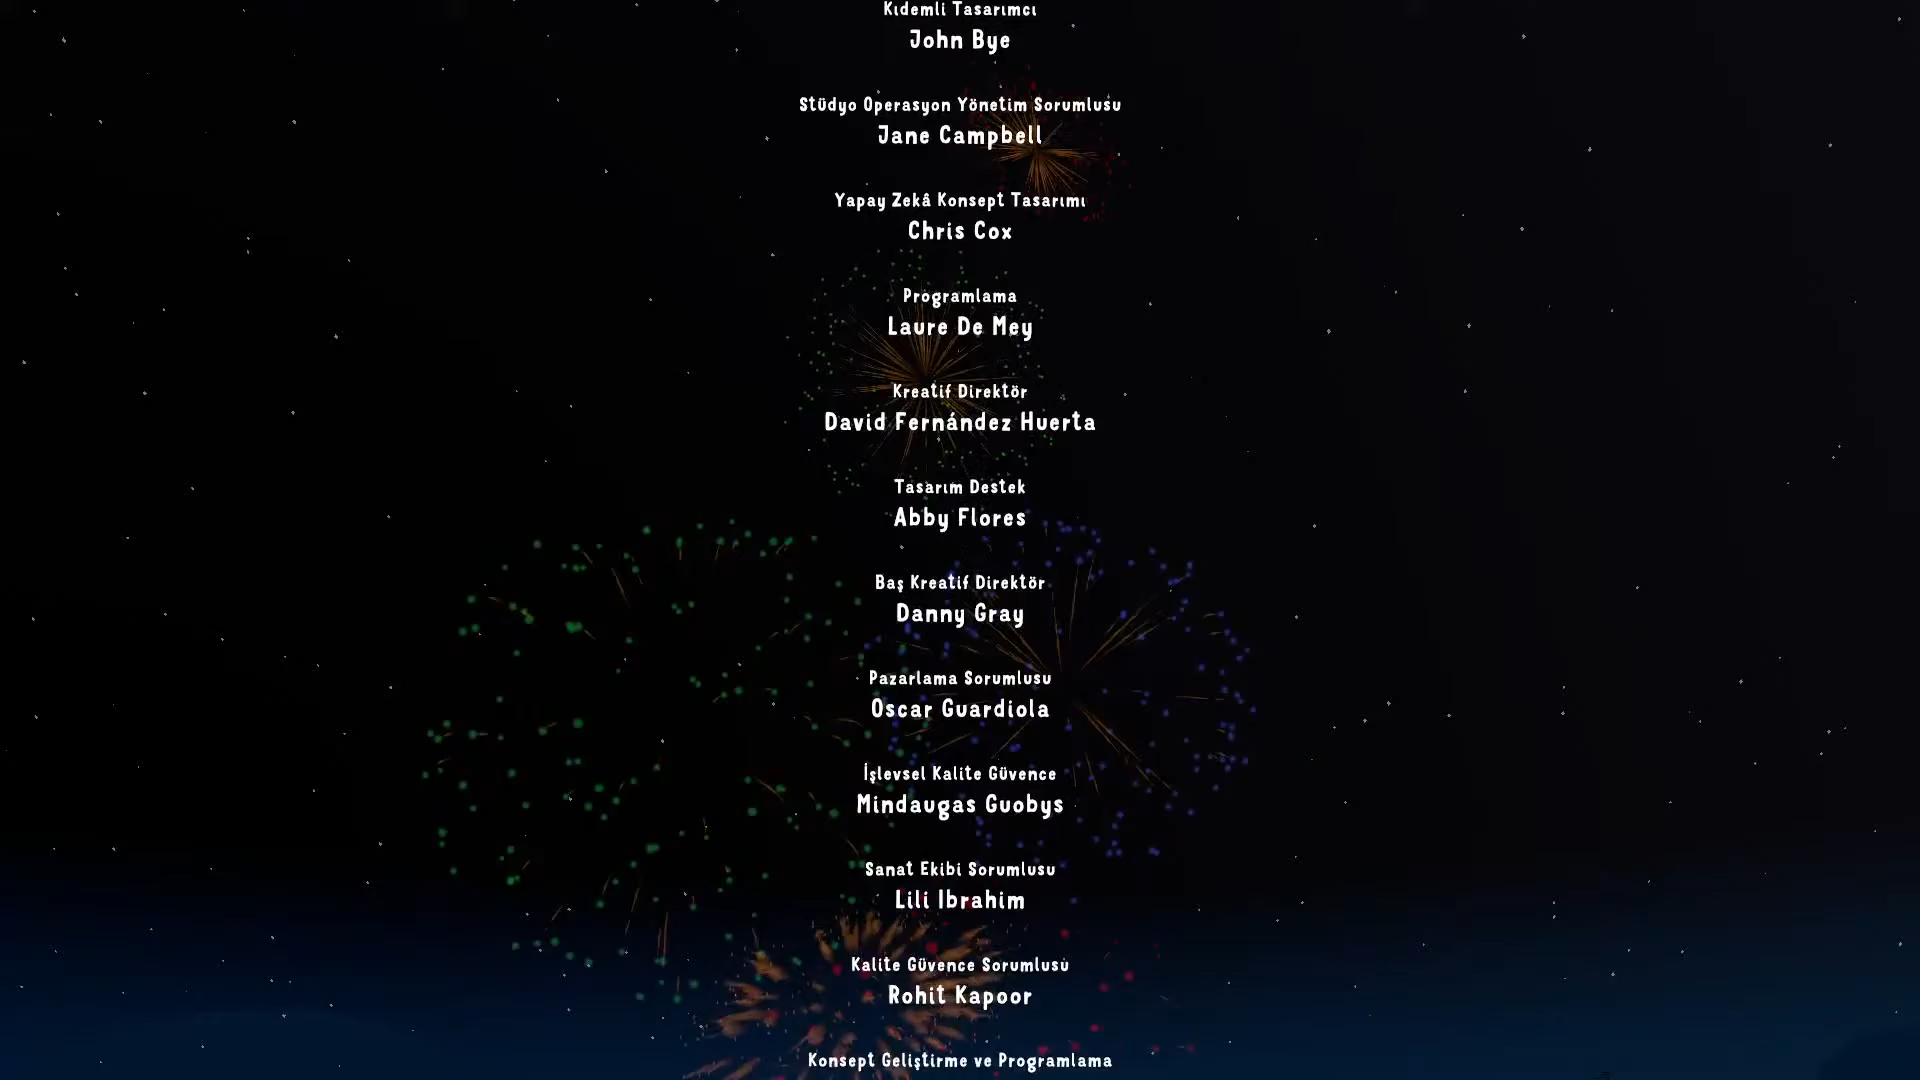 Kıdemli Tasarımcı
John Bye
Stüdyo Operasyon Yönetim Sorumlusu
Jane Campbell
Yapay Zekâ Konsept Tasarımı
Chris Cox
Programlama
Laure De Mey
Kreatif Direktör
David Fernández Huerta
Tasarım Destek
Abby Flores
Baş Kreatif Direktör
Danny Gray
Pazarlama Sorumlusu
Oscar Guardiola
İşlevsel Kalite Güvence
Mindaugas Guobys
Sanat Ekibi Sorumlusu
Lili Ibrahim
Kalite Güvence Sorumlusu
Rohit Kapoor
Konsept Geliştirme ve Programlama